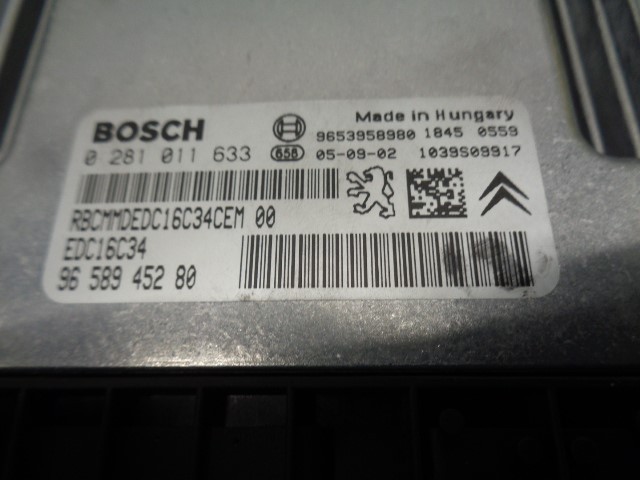 Made in Hungary
BOSCH 9653958980 1845 0559
0 281 011 633 656 05-09-02 1039S09917
RBCMMDEDC16C34CEM 00
EDC16C34
96 589 452 80